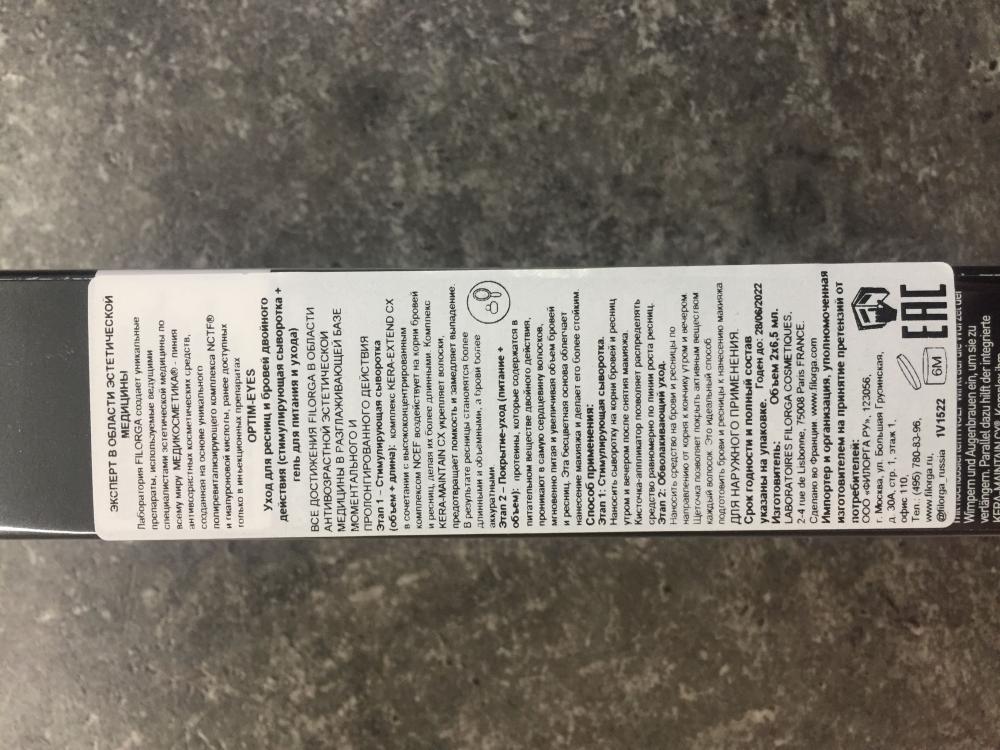 ЭКСПЕРТ В ОБЛАСТИ ЭСТЕТИЧЕСКОЙ
МЕДИЦИНЫ
Лаборатории FILORGA создает уникальные
препараты, используемые ведущими
специалистами эстетической медицины по
всему миру. МЕДИКОСМЕТИКА® - линия
антивозрастных косметических средств,
созданная на основе уникального
полиревитализирующего комплекса NCTF®
и гиалуроновой кислоты, ранее доступных
только в инъекционных препаратах
OPTIM-EYES
Уход для ресниц и бровей двойного
действия (стимулирующая сыворотка +
гель для питания и ухода)
ВСЕ ДОСТИЖЕНИЯ FILORGA В ОБЛАСТИ
АНТИВОЗРАСТНОЙ ЭСТЕТИЧЕСКОЙ
МЕДИЦИНЫ В РАЗГЛАЖИВАЮЩЕЙ БАЗЕ
МОМЕНТАЛЬНОГО И
ПРОЛОНГИРОВАННОГО ДЕЙСТВИЯ
Этап 1 – Стимулирующая сыворотка
(объем + длина): комплекс KERA-EXTEND CX
в сочетании с высококонцентрированным
комплексом NCEF воздействует на корни бровей
и ресниц, делая их более длинными. Комплекс
KERA-MAINTAIN CX укрепляет волоски,
предотвращает ломкость и замедляет выпадение.
В результате ресницы становятся более
длинными и объемными, а брови более
аккуратными.
Этап 2 – Покрытие-уход (питание +
объем): протеины, которые содержатся в
питательном веществе двойного действия,
проникают в самую сердцевину волосков,
мгновенно питая и увеличивая объем бровей
и ресниц. Эта бесцветная основа облегчает
нанесение макияжа и делает его более стойким.
Способ применения:
Этап 1: Стимулирующая сыворотка.
Нанесить сыворотку на корни бровей и ресниц
утром и вечером после снятия макияжа.
Кисточка-аппликатор позволяет распределять
средство равномерно по линии роста ресниц.
Этап 2: Обволакивающий уход.
Наносить средство на брови и ресницы по
направлению от корней к кончику утром и вечером.
Щеточка позволяет покрыть активным веществом
каждый волосок. Это идеальный способ
подготовить брови и ресницы к нанесению макияжа
ДЛЯ НАРУЖНОГО ПРИМЕНЕНИЯ.
Срок годности и полный состав
указаны на упаковке. Годен до: 28/06/2022
Изготовитель: Объем 2х6,5 мл.
LABORATOIRES FILORGA COSMETIQUES,
2-4 rue de Lisbonne, 75008 Paris FRANCE.
Сделано во Франции www.filorga.com
Импортер и организация, уполномоченная
изготовителем на принятие претензий от
потребителей:
ООО «ФИЛОРГА РУ», 123056,
г. Москва, ул. Большая Грузинская,
д. 30А, стр. 1, этаж 1,
офис 110,
Тел.: (495) 780-83-96,
www.filorga.ru,
@filorga_russia 1V1522
6M
EAC
Wimpern und Augenbrauen ein, um sie zu
verlängern. Parallel dazu hilft der integrierte